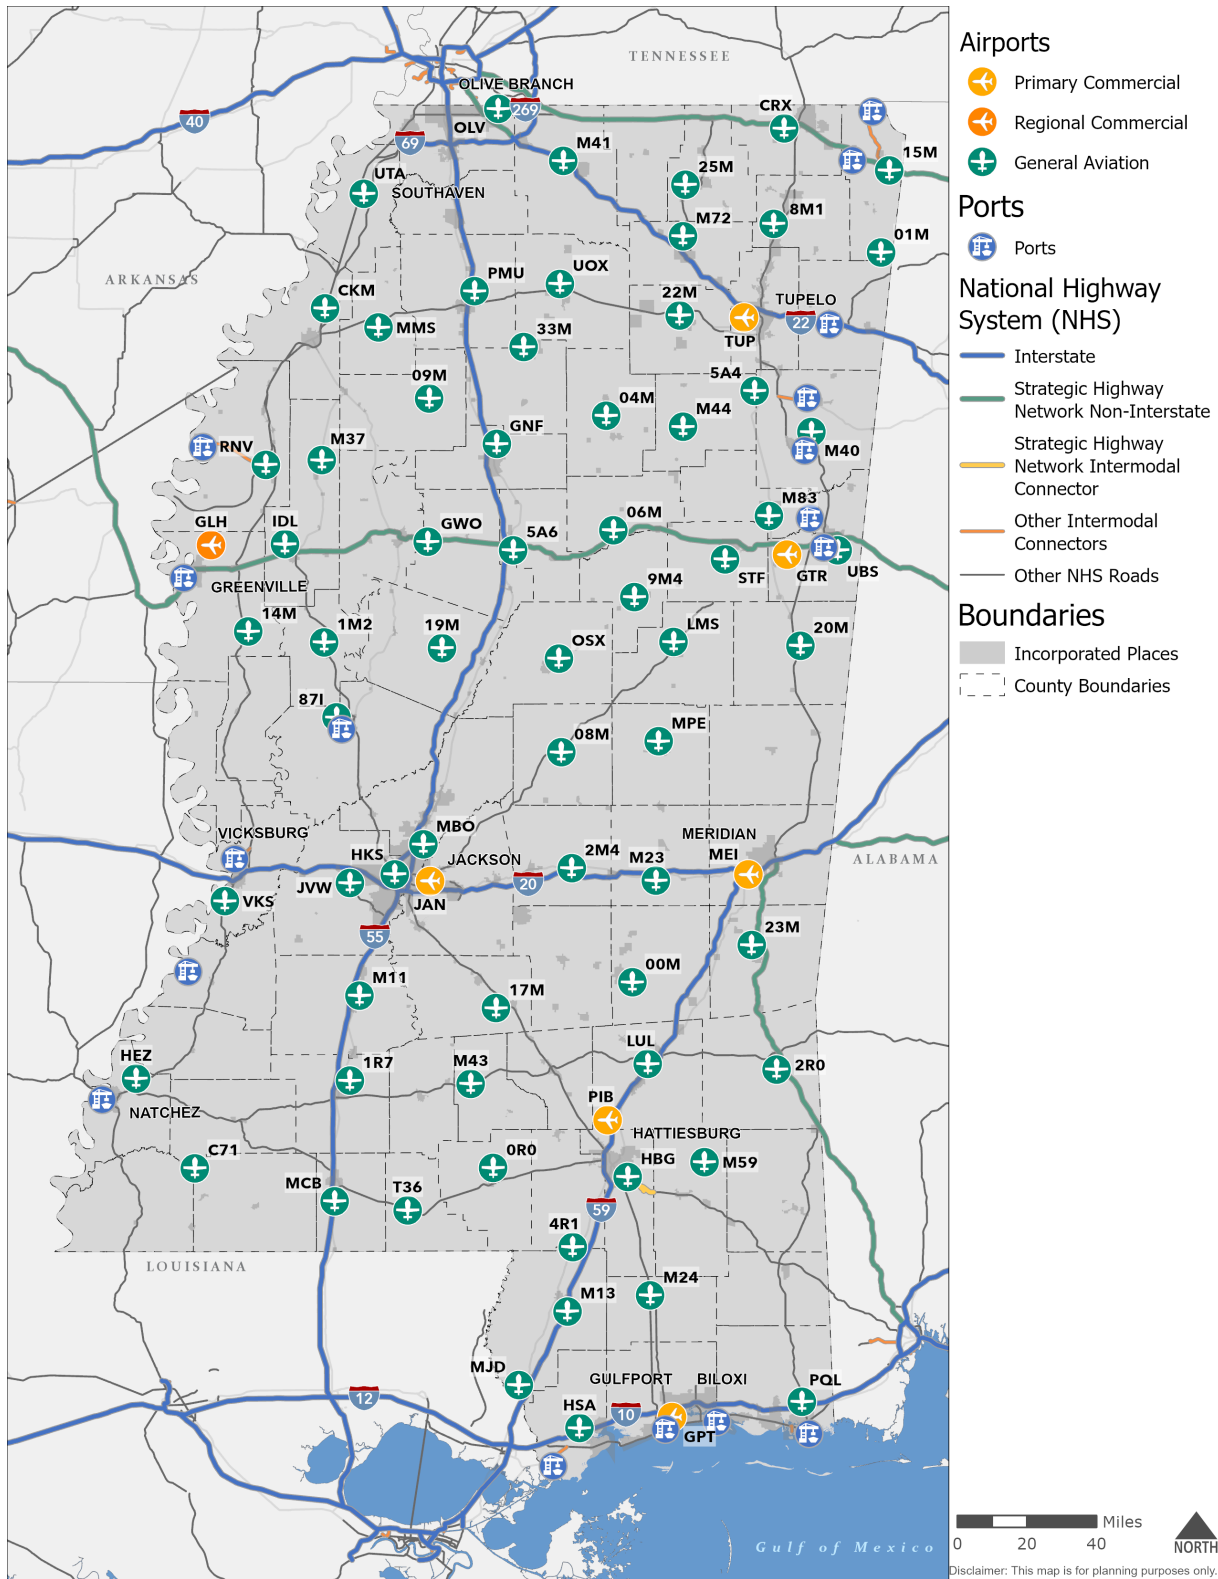 TENNESSEE
OLIVE BRANCH
269
CRX
40
OLV
69
M41
15M
25M
UTA
SOUTHAVEN
8M1
M72
01M
ARKANSAS
UOX
PMU
CKM
22M
TUPELO
MMS
33M
22
TUP
09M
5A4
04M
M44
GNF
M37
RNV
M40
M83
06M
GLH
IDL
GWO
5A6
STF
GTR
UBS
9M4
GREENVILLE
14M
1M2
19M
LMS
20M
OSX
87I
MPE
08M
MBO
VICKSBURG
MERIDIAN
HKS
JACKSON
2M4
M23
MEI
ALABAMA
JVW
20
VKS
JAN
23M
55
00M
M11
17M
LUL
HEZ
1R7
M43
2R0
PIB
NATCHEZ
HATTIESBURG
C71
0R0
HBG
M59
MCB
T36
59
4R1
LOUISIANA
M24
M13
MJD
GULFPORT
BILOXI
PQL
12
HSA
10
GPT
Gulf of Mexico
Airports
Primary Commercial
Regional Commercial
General Aviation
Ports
Ports
National Highway
System (NHS)
Interstate
Strategic Highway
Network Non-Interstate
Strategic Highway
Network Intermodal
Connector
Other Intermodal
Connectors
Other NHS Roads
Boundaries
Incorporated Places
County Boundaries
Miles
0 20 40
NORTH
Disclaimer: This map is for planning purposes only.